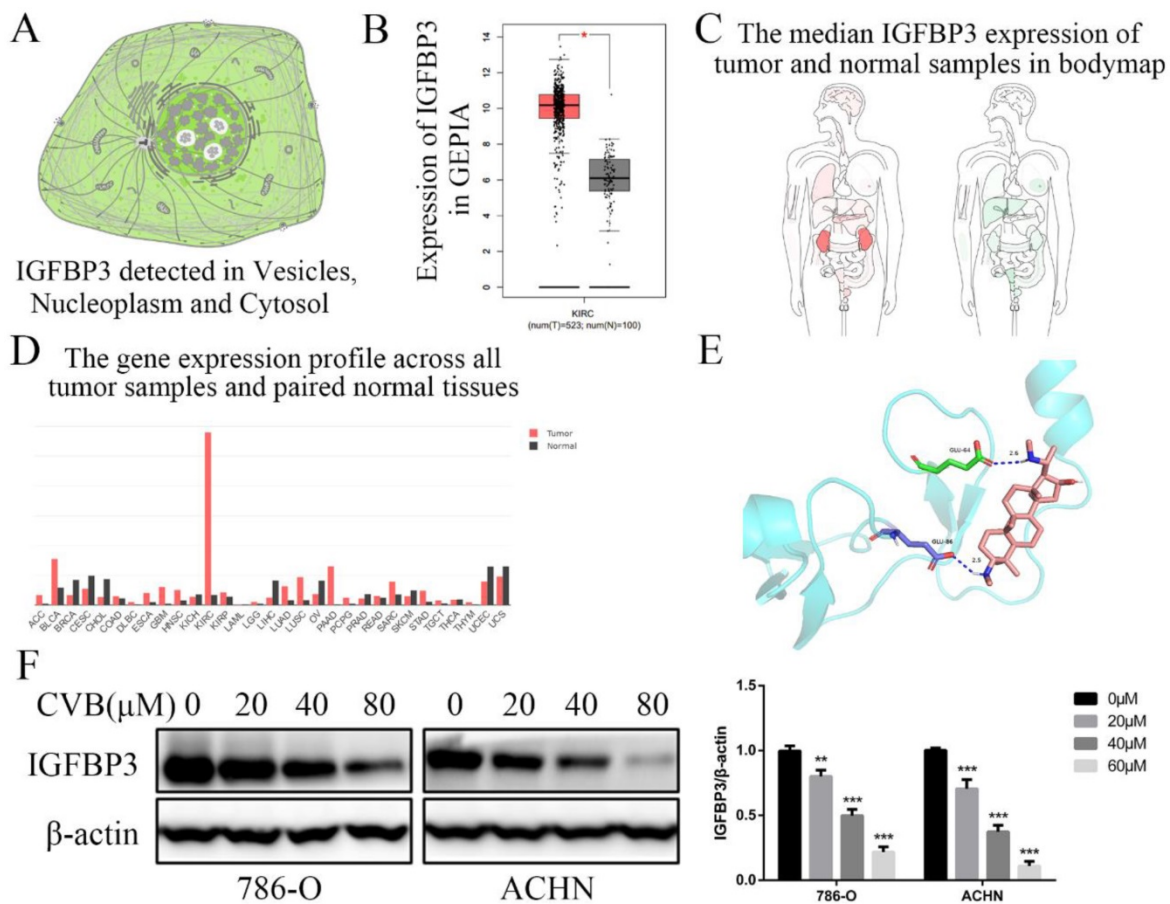 A
IGFBP3 detected in Vesicles,
Nucleoplasm and Cytosol
B
Expression of IGFBP3
in GEPIA
14
12
10
8
6
4
2
0
*
KIRC
(num(T)=523; num(N)=100)
C
The median IGFBP3 expression of
tumor and normal samples in bodymap
D
The gene expression profile across all
tumor samples and paired normal tissues
Tumor
Normal
ACC BLCA BRCA CESC CHOL COAD DLBC ESCA GBM HNSC KICH KIRC KIRP LAML LGG LIHC LUAD LUSC OV PAAD PCPG PRAD READ SARC SKCM STAD TGCT THCA THYM UCEC UCS
E
GLU-84
2.6
GLU-86
2.5
F
CVB(μM) 0 20 40 80 0 20 40 80
IGFBP3
β-actin
786-O ACHN
IGFBP3/β-actin
1.5
1.0
0.5
0.0
** *** ***
*** *** ***
786-O ACHN
0μM
20μM
40μM
60μM